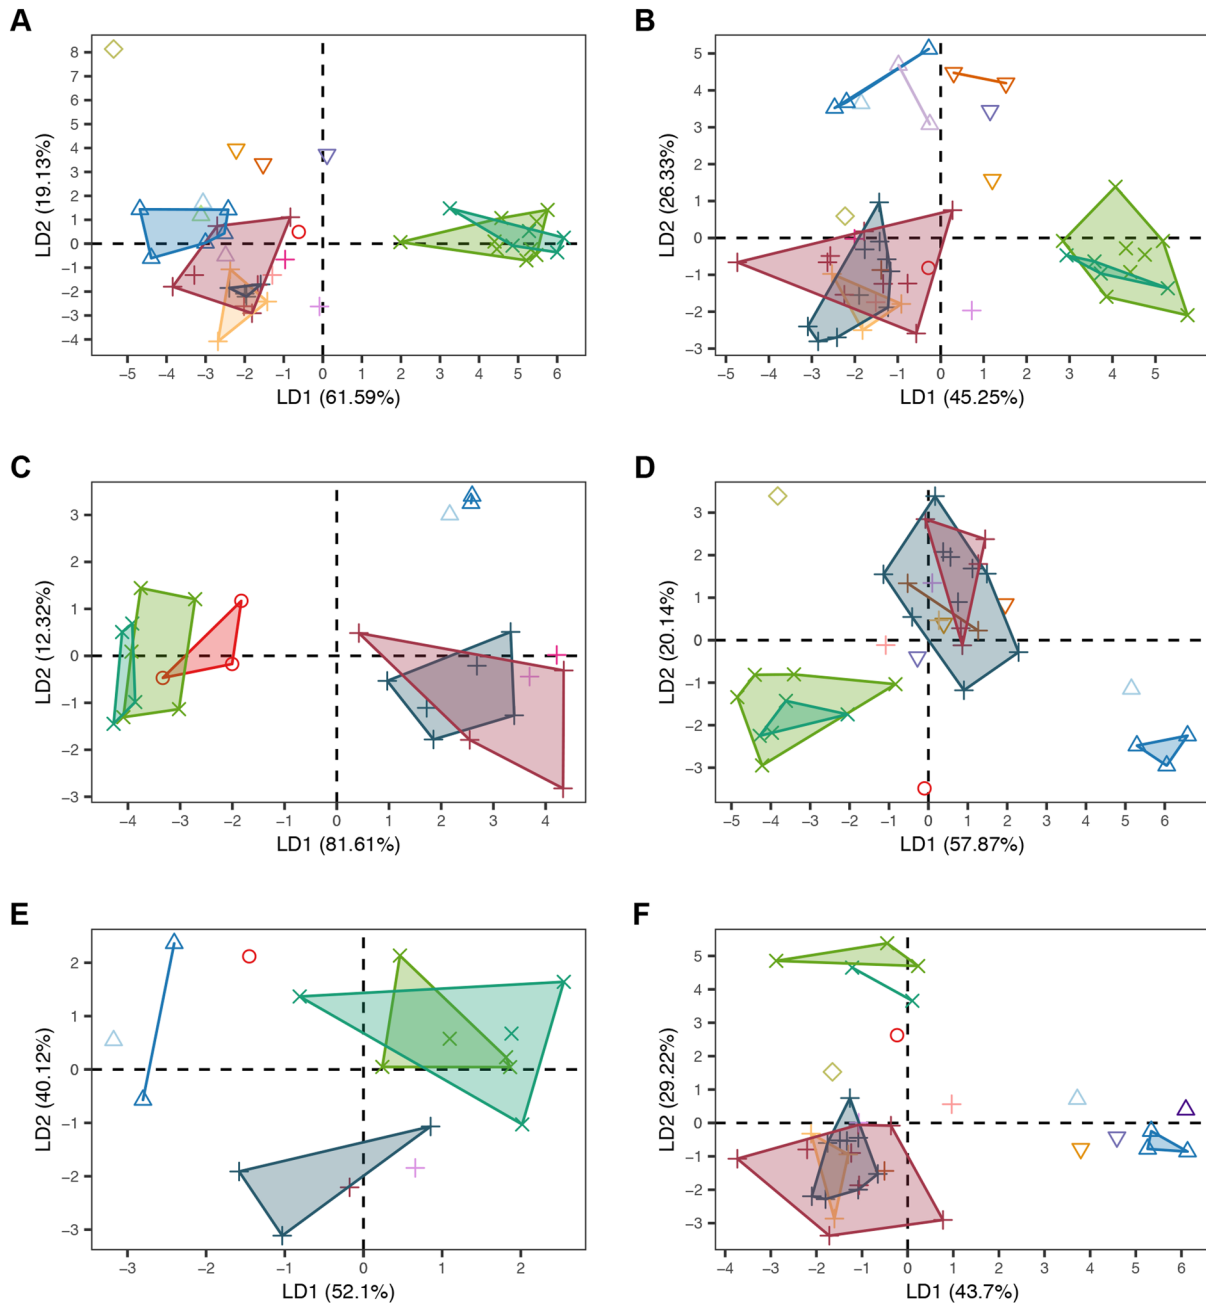 A
8
7
6
5
4
3
2
1
0
−1
−2
−3
−4
LD2 (19.13%)
−5 −4 −3 −2 −1 0 1 2 3 4 5 6
LD1 (61.59%)
B
5
4
3
2
1
0
−1
−2
−3
LD2 (26.33%)
−5 −4 −3 −2 −1 0 1 2 3 4 5
LD1 (45.25%)
C
3
2
1
0
−1
−2
−3
LD2 (12.32%)
−4 −3 −2 −1 0 1 2 3 4
LD1 (81.61%)
D
3
2
1
0
−1
−2
−3
LD2 (20.14%)
−5 −4 −3 −2 −1 0 1 2 3 4 5 6
LD1 (57.87%)
E
2
1
0
−1
−2
−3
LD2 (40.12%)
−3 −2 −1 0 1 2
LD1 (52.1%)
F
5
4
3
2
1
0
−1
−2
−3
LD2 (29.22%)
−4 −3 −2 −1 0 1 2 3 4 5 6
LD1 (43.7%)